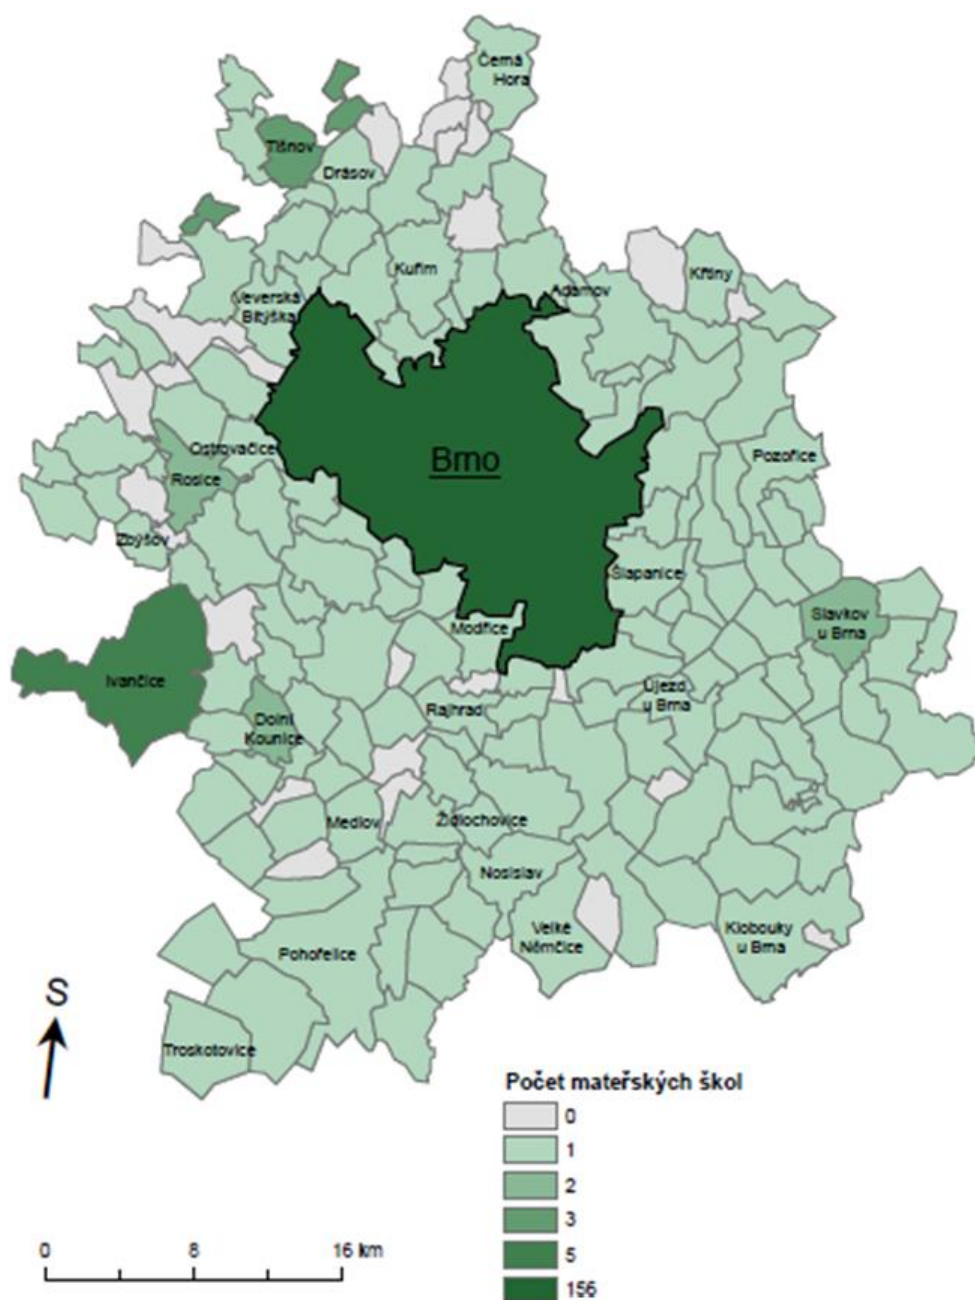 Černá
Hora
Tišnov
Drásov
Kuřim
Křtiny
Adamov
Veverská
Bítýška
Ostrovačice
Brno
Pozořice
Rosice
Zbýšov
Šlapanice
Slavkov
u Brna
Modřice
Ivančice
Újezd
u Brna
Rajhrad
Dolní
Kounice
Medlov
Židlochovice
Nosislav
Velké
Němčice
Klobouky
u Brna
Pohořelice
S
Troskotovice
Počet mateřských škol
0
1
2
3
5
156
0 8 16 km